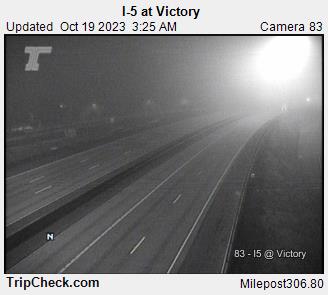 I-5 at Victory
Updated Oct 19 2023 3:25 AM Camera 83
T
N
83 - I5 @ Victory
TripCheck.com Milepost306.80